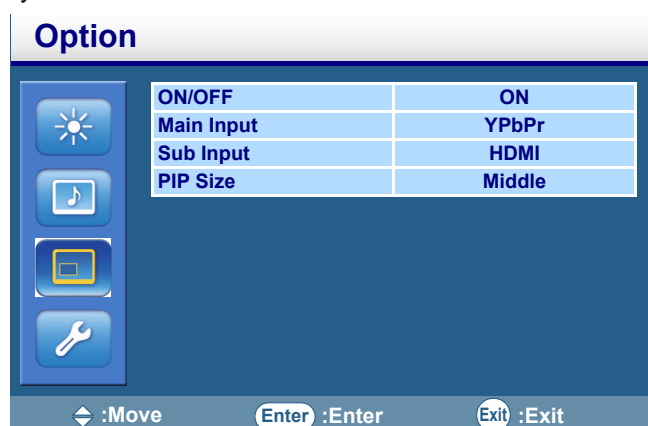 Option
ON/OFF ON
Main Input YPbPr
Sub Input HDMI
PIP Size Middle
:Move Enter :Enter Exit :Exit